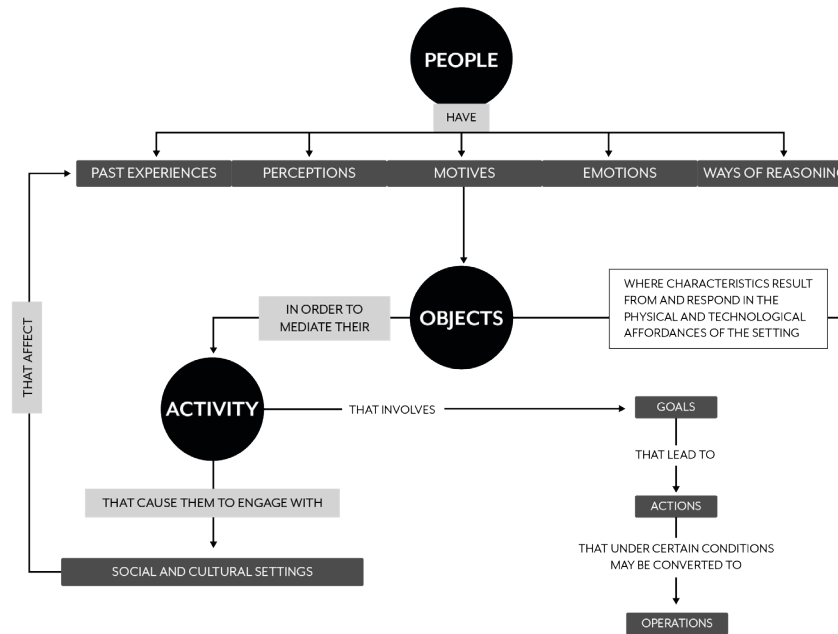 PEOPLE
HAVE
PAST EXPERIENCES
PERCEPTIONS
MOTIVES
EMOTIONS
WAYS OF REASONING
IN ORDER TO
MEDIATE THEIR
OBJECTS
WHERE CHARACTERISTICS RESULT
FROM AND RESPOND IN THE
PHYSICAL AND TECHNOLOGICAL
AFFORDANCES OF THE SETTING
THAT AFFECT
ACTIVITY
THAT INVOLVES
GOALS
THAT LEAD TO
THAT CAUSE THEM TO ENGAGE WITH
ACTIONS
THAT UNDER CERTAIN CONDITIONS
MAY BE CONVERTED TO
SOCIAL AND CULTURAL SETTINGS
OPERATIONS